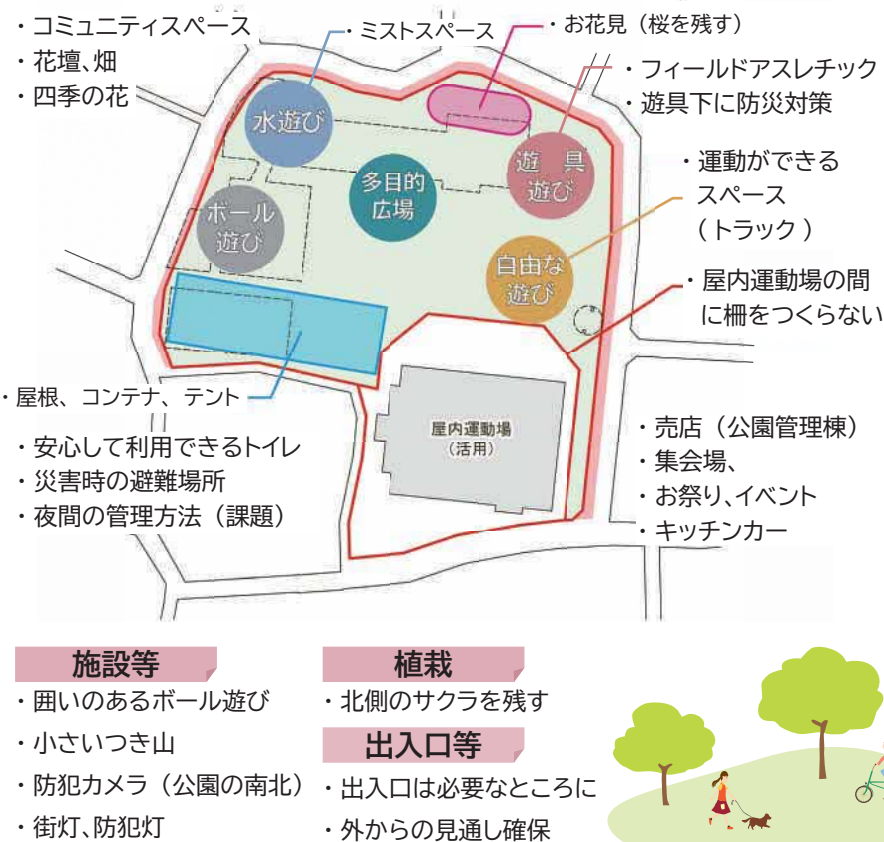 ・コミュニティスペース
・花壇、畑
・四季の花
・ミストスペース
・お花見（桜を残す）
・フィールドアスレチック
・遊具下に防災対策
水遊び
遊　具
遊び
多目的
広場
ボール
遊び
自由な
遊び
・運動ができる
スペース
（トラック）
・屋内運動場の間
に柵をつくらない
・屋根、コンテナ、テント
・安心して利用できるトイレ
・災害時の避難場所
・夜間の管理方法（課題）
屋内運動場
（活用）
・売店（公園管理棟）
・集会場、
・お祭り、イベント
・キッチンカー
施設等
・囲いのあるボール遊び
・小さいつき山
・防犯カメラ（公園の南北）
・街灯、防犯灯
植栽
・北側のサクラを残す
出入口等
・出入口は必要なところに
・外からの見通し確保